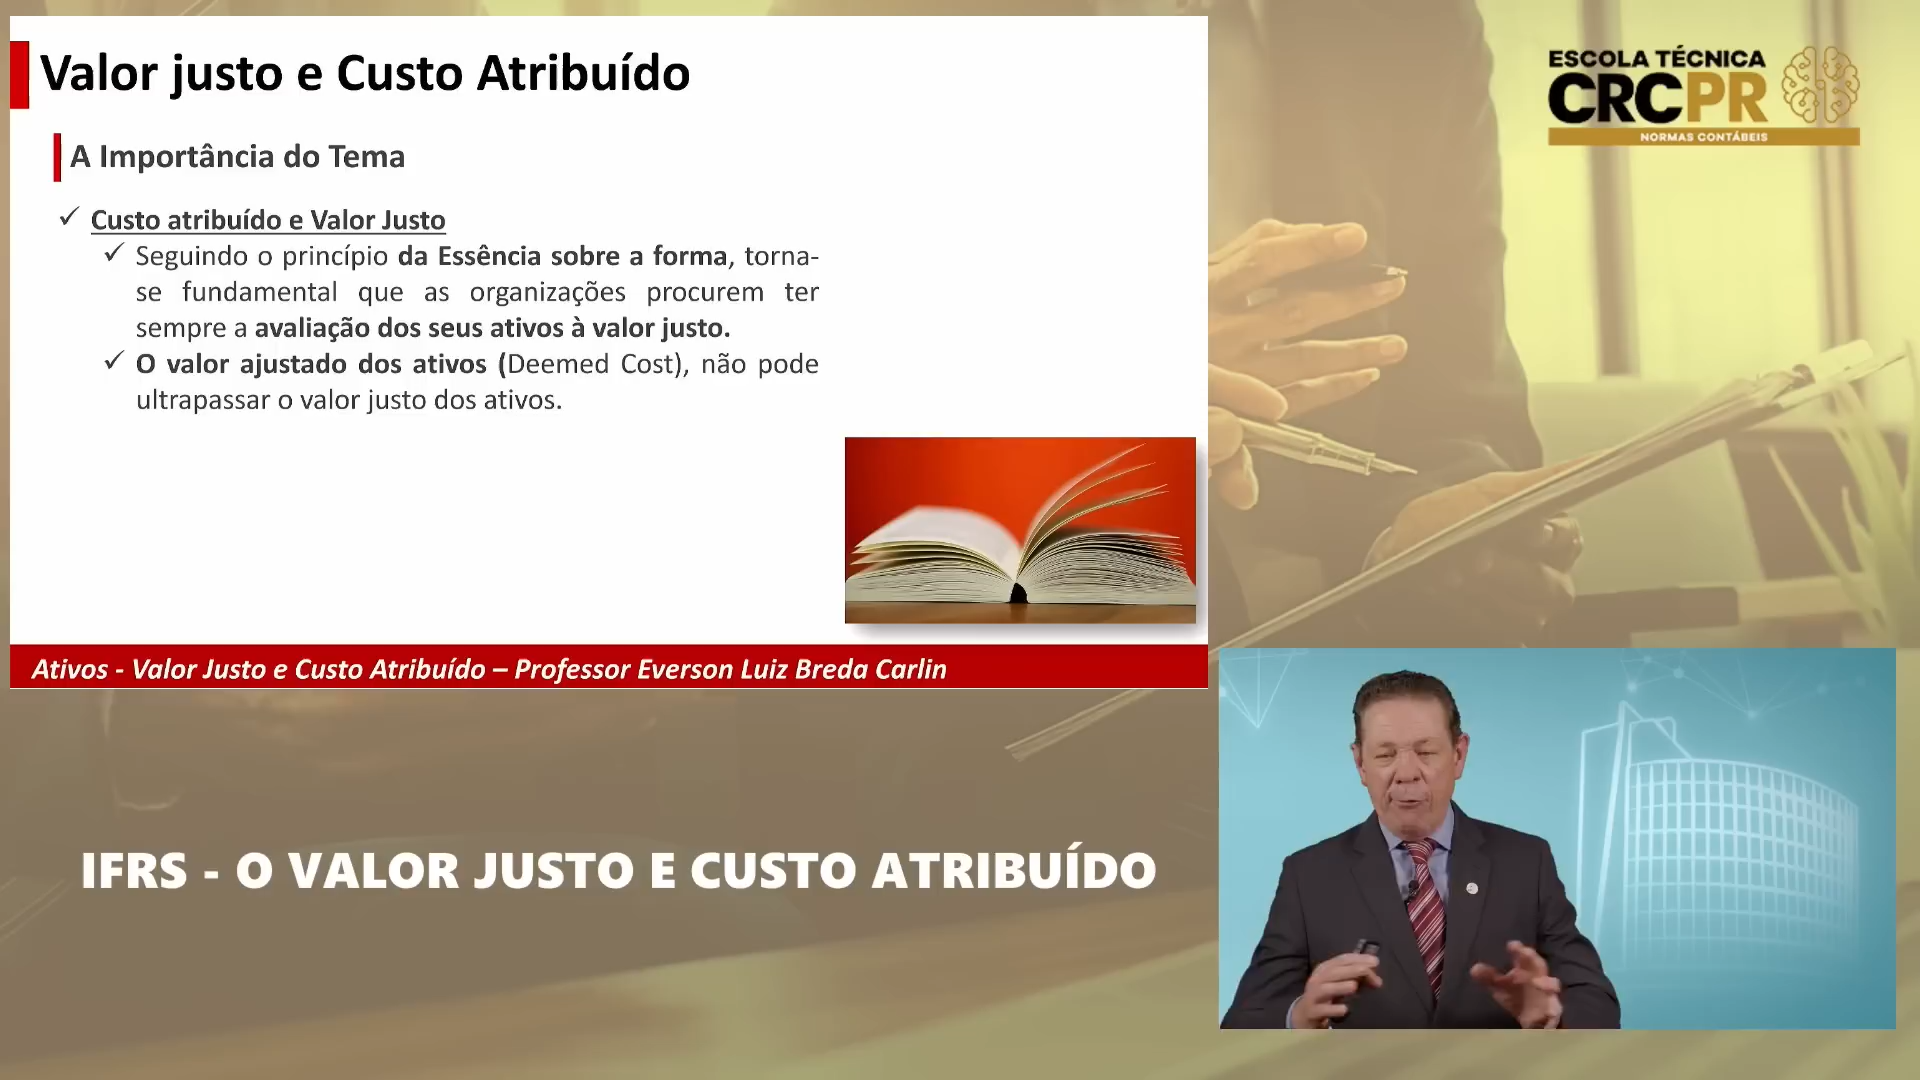 Valor justo e Custo Atribuído
A Importância do Tema
Custo atribuído e Valor Justo
Seguindo o princípio da Essência sobre a forma, torna-
se fundamental que as organizações procurem ter
sempre a avaliação dos seus ativos à valor justo.
O valor ajustado dos ativos (Deemed Cost), não pode
ultrapassar o valor justo dos ativos.
Ativos - Valor Justo e Custo Atribuído – Professor Everson Luiz Breda Carlin
ESCOLA TÉCNICA
CRCPR
NORMAS CONTÁBEIS
IFRS - O VALOR JUSTO E CUSTO ATRIBUÍDO